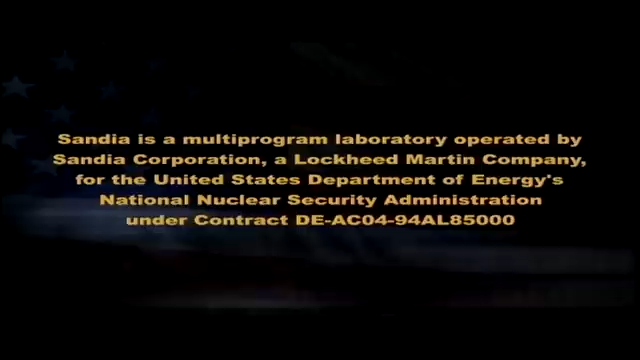 Sandia is a multiprogram laboratory operated by
Sandia Corporation, a Lockheed Martin Company,
for the United States Department of Energy's
National Nuclear Security Administration
under Contract DE-AC04-94AL85000